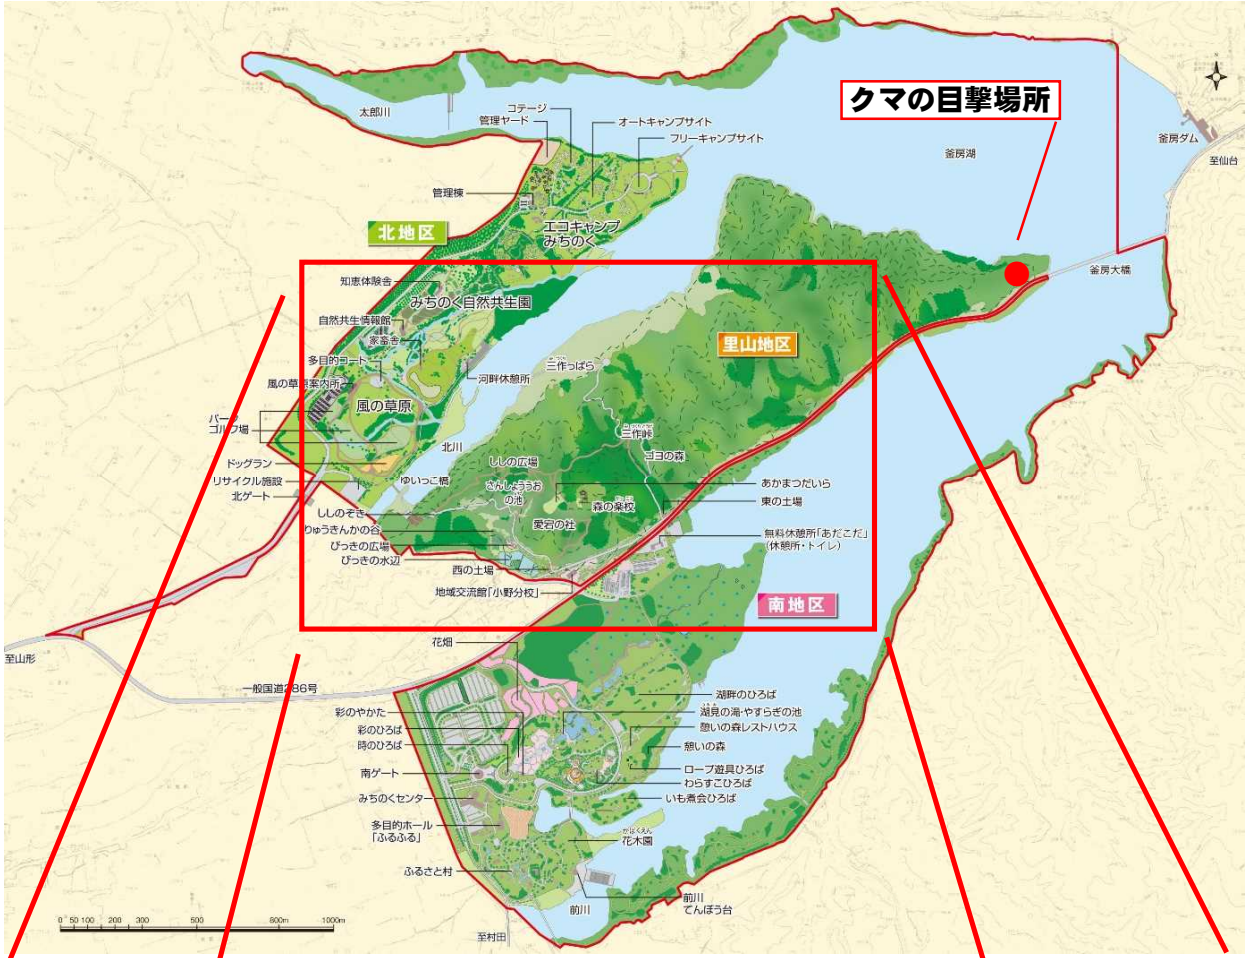 クマの目撃場所
太郎川
コテージ
管理ヤード
オートキャンプサイト
フリーキャンプサイト
釜房湖
釜房ダム
至仙台
管理棟
北地区
エコキャンプ
みちのく
釜房大橋
知恵体験舎
みちのく自然共生園
自然共生情報館
家畜舎
多目的コート
風の草原案内所
河畔休憩所
三作っぱら
里山地区
パーク
ゴルフ場
風の草原
北川
三作峠
ゴヨの森
ドッグラン
リサイクル施設
北ゲート
ゆいっこ橋
ししの広場
さんしょううお
の池
あかまつだいら
東の土場
ししのぞき
りゅうきんかの谷
愛宕の社
森の楽校
無料休憩所「あだこだ」
(休憩所・トイレ)
びっきの広場
びっきの水辺
西の土場
地域交流館「小野分校」
南地区
花畑
至山形
一般国道286号
湖畔のひろば
彩のやかた
湖見の滝・やすらぎの池
彩のひろば
憩いの森レストハウス
時のひろば
憩いの森
南ゲート
ロープ遊具ひろば
わらすこひろば
みちのくセンター
いも煮会ひろば
多目的ホール
「ふるふる」
かぼくえん
花木園
ふるさと村
前川
前川
てんぼう台
至村田
0 50 100 200 300 500 800m 1000m